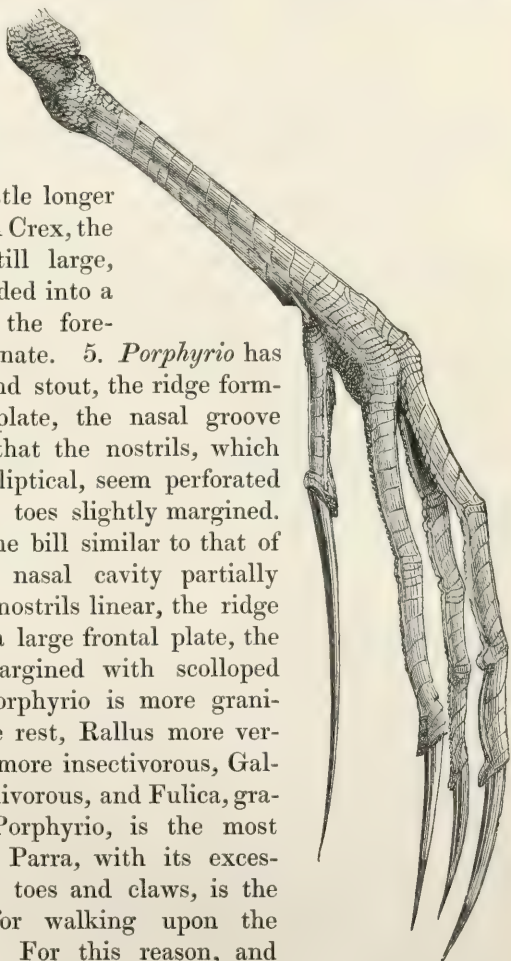 tle longer
Crex, the
till large,
ded into a
the fore-
nate. 5. Porphyrio has
nd stout, the ridge form-
plate, the nasal groove
that the nostrils, which
liptical, seem perforated
toes slightly margined.
ne bill similar to that of
nasal cavity partially
nostrils linear, the ridge
a large frontal plate, the
argined with scolloped
orphyrio is more grani-
e rest, Rallus more ver-
more insectivorous, Gal-
nivorous, and Fulica, gra-
Porphyrio, is the most
Parra, with its exces-
toes and claws, is the
for walking upon the
For this reason, and